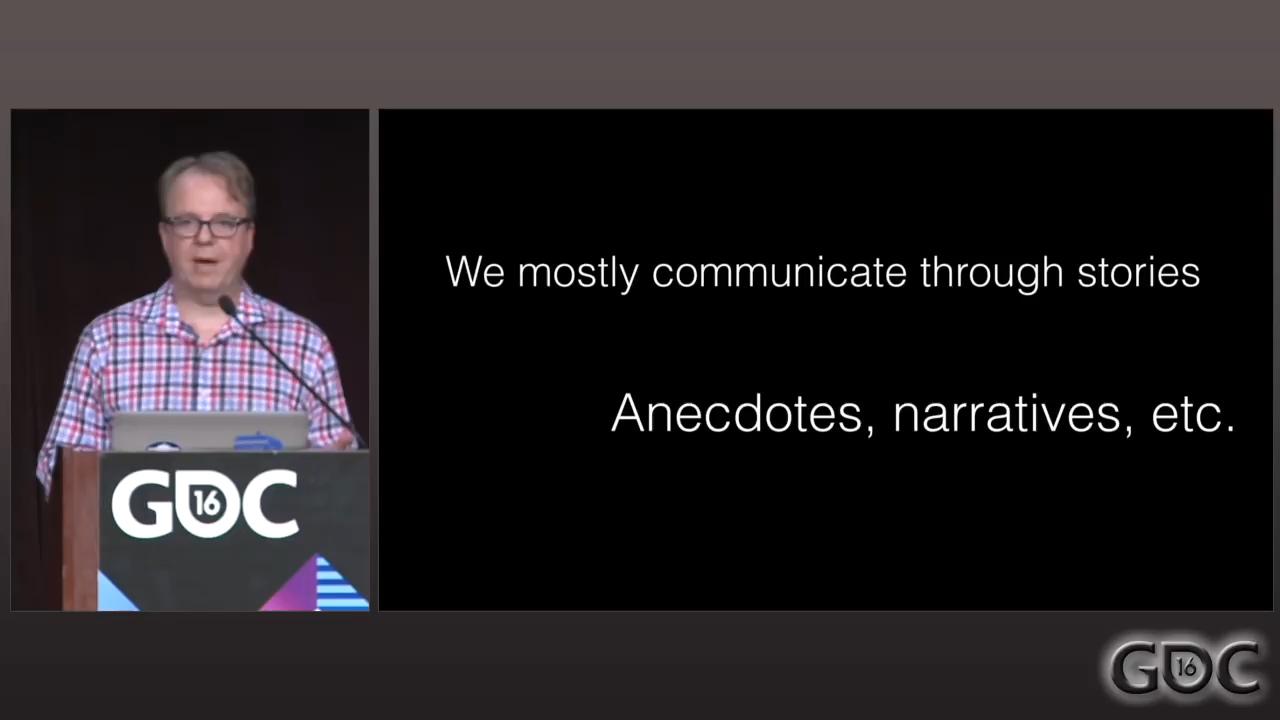 We mostly communicate through stories
Anecdotes, narratives, etc.
GDC
16
GDC
16